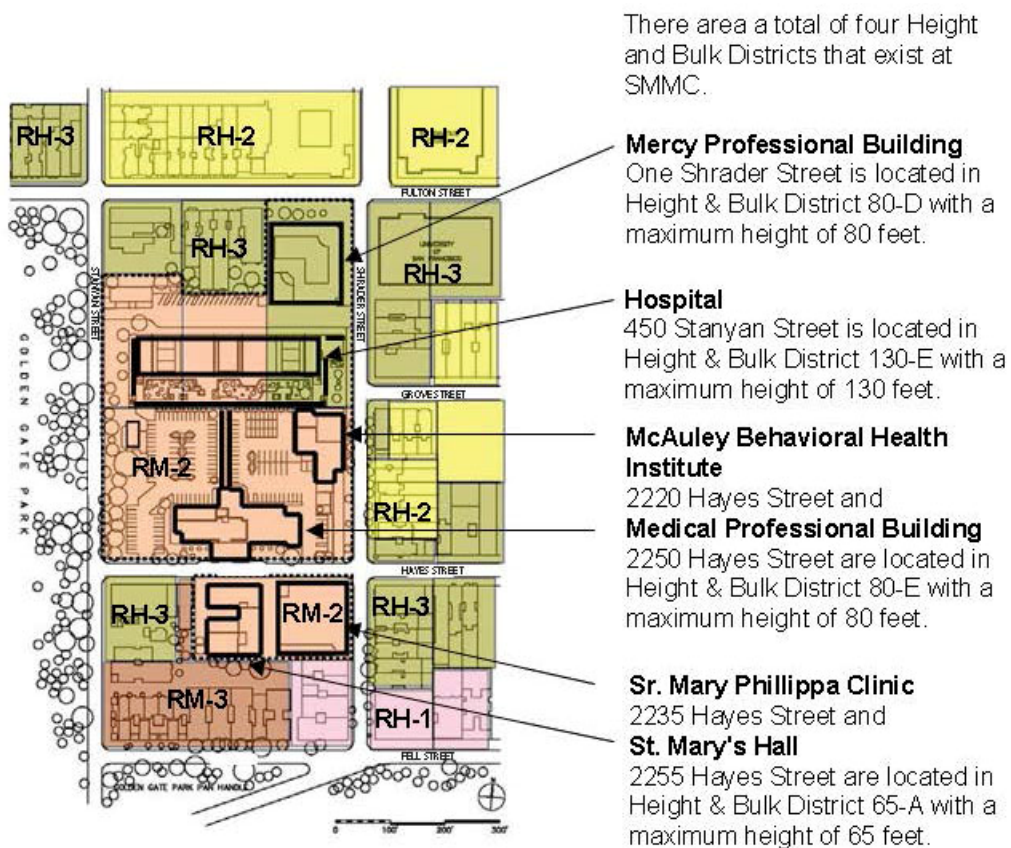 There area a total of four Height
and Bulk Districts that exist at
SMMC.
Mercy Professional Building
One Shrader Street is located in
Height & Bulk District 80-D with a
maximum height of 80 feet.
Hospital
450 Stanyan Street is located in
Height & Bulk District 130-E with a
maximum height of 130 feet.
McAuley Behavioral Health
Institute
2220 Hayes Street and
Medical Professional Building
2250 Hayes Street are located in
Height & Bulk District 80-E with a
maximum height of 80 feet.
Sr. Mary Phillippa Clinic
2235 Hayes Street and
St. Mary's Hall
2255 Hayes Street are located in
Height & Bulk District 65-A with a
maximum height of 65 feet.
RH-3
RH-2
RH-2
FULTON STREET
RH-3
UNIVERSITY
OF
SAN FRANCISCO
RH-3
STANYAN STREET
SHRADER STREET
GOLDEN GATE PARK
GROVE STREET
RM-2
RH-2
HAYES STREET
RH-3
RM-2
RH-3
RM-3
RH-1
FELL STREET
GOLDEN GATE PARK PAN HANDLE
0 100' 200' 300'